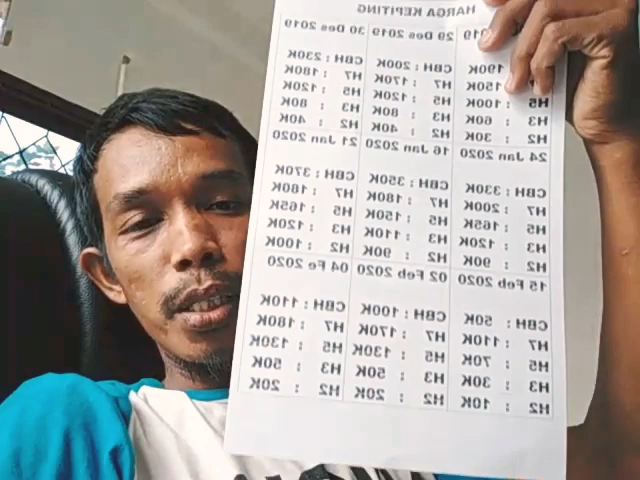 HARGA KEPITING
2019 29 Des 2019 30 Des 2019
190K CBH : 200K CBH : 230K
150K H7 : 170K H7 : 180K
H5 : 100K H5 : 120K H5 : 120K
H3 : 60K H3 : 80K H3 : 80K
H2 : 30K H2 : 40K H2 : 40K
24 Jan 2020 16 Jan 2020 21 Jan 2020
CBH : 330K CBH : 350K CBH : 370K
H7 : 200K H7 : 180K H7 : 180K
H5 : 165K H5 : 150K H5 : 165K
H3 : 120K H3 : 110K H3 : 120K
H2 : 90K H2 : 90K H2 : 100K
15 Feb 2020 02 Feb 2020 04 Fe 2020
CBH : 50K CBH : 100K CBH : 110K
H7 : 110K H7 : 170K H7 : 180K
H5 : 70K H5 : 130K H5 : 130K
H3 : 30K H3 : 50K H3 : 50K
H2 : 10K H2 : 20K H2 : 20K